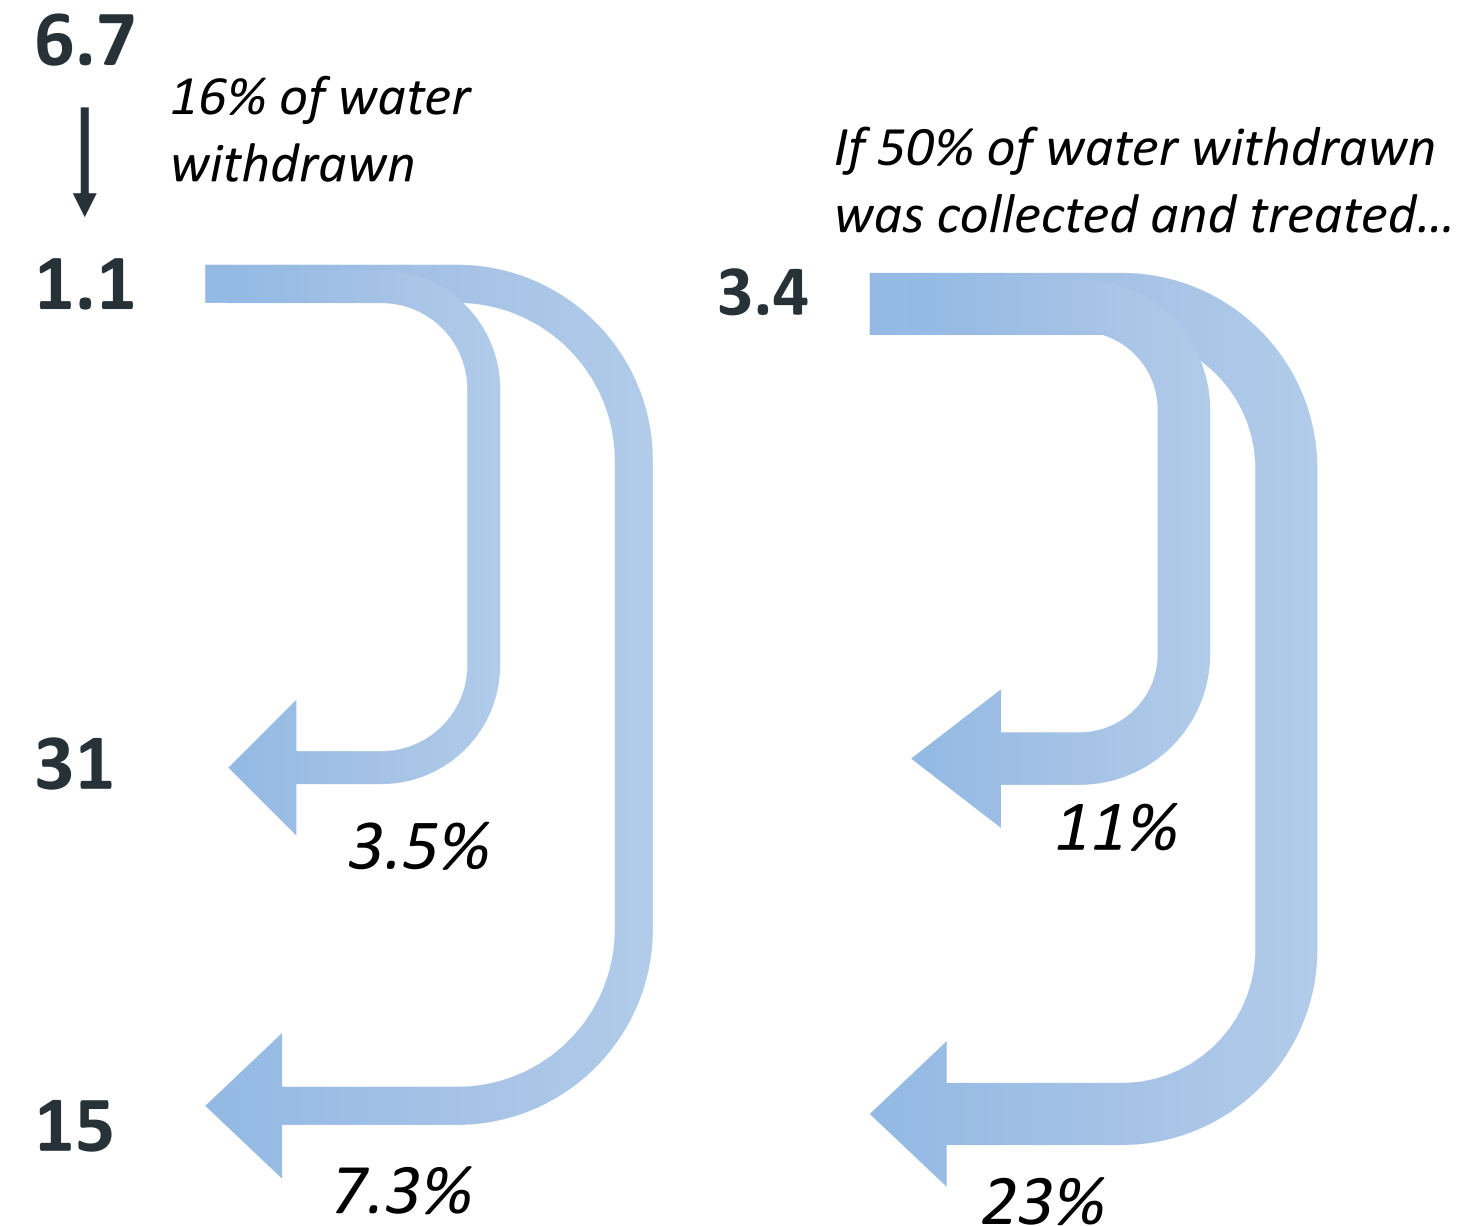 6.7
16% of water
withdrawn
If 50% of water withdrawn
was collected and treated…
1.1
3.4
31
3.5%
11%
15
7.3%
23%